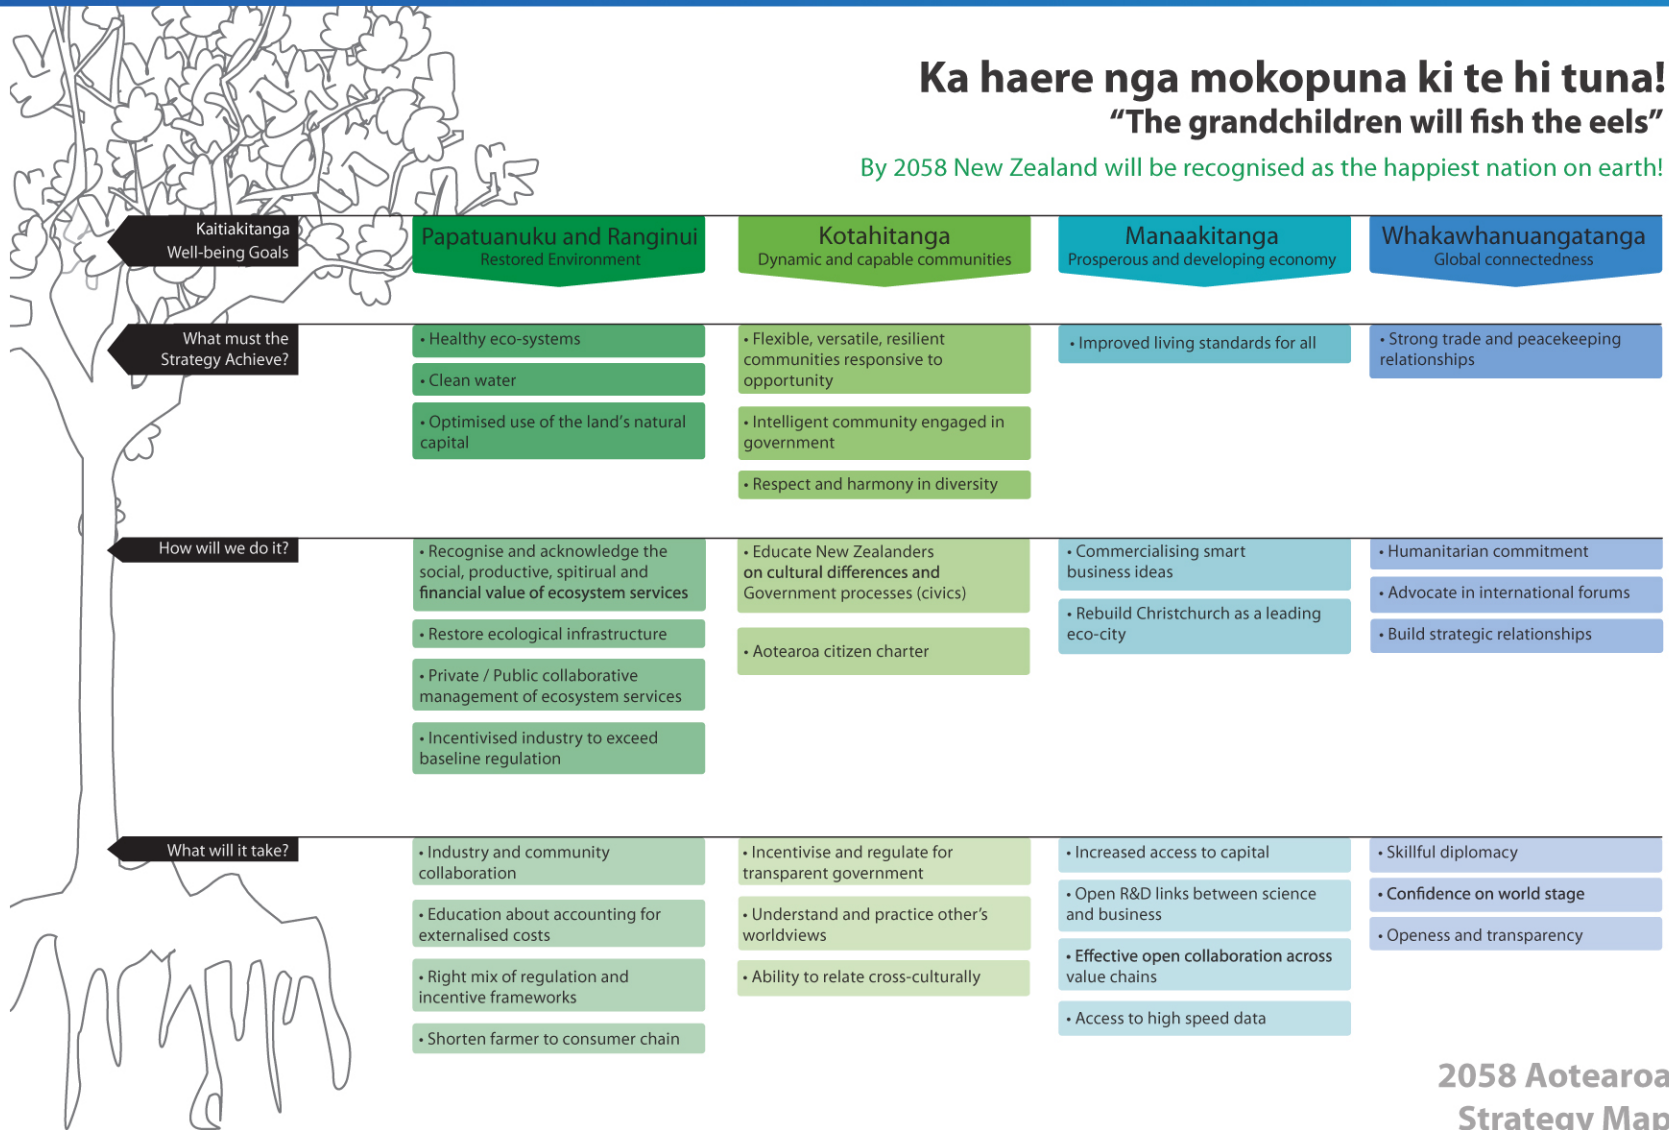 Ka haere nga mokopuna ki te hi tuna!
“The grandchildren will fish the eels”
By 2058 New Zealand will be recognised as the happiest nation on earth!
Kaitiakitanga
Well-being Goals
Papatuanuku and Ranginui
Restored Environment
Kotahitanga
Dynamic and capable communities
Manaakitanga
Prosperous and developing economy
Whakawhanuangatanga
Global connectedness
What must the
Strategy Achieve?
• Healthy eco-systems
• Clean water
• Optimised use of the land's natural
capital
• Flexible, versatile, resilient
communities responsive to
opportunity
• Intelligent community engaged in
government
• Respect and harmony in diversity
• Improved living standards for all
• Strong trade and peacekeeping
relationships
How will we do it?
• Recognise and acknowledge the
social, productive, spitirual and
financial value of ecosystem services
• Restore ecological infrastructure
• Private / Public collaborative
management of ecosystem services
• Incentivised industry to exceed
baseline regulation
• Educate New Zealanders
on cultural differences and
Government processes (civics)
• Aotearoa citizen charter
• Commercialising smart
business ideas
• Rebuild Christchurch as a leading
eco-city
• Humanitarian commitment
• Advocate in international forums
• Build strategic relationships
What will it take?
• Industry and community
collaboration
• Education about accounting for
externalised costs
• Right mix of regulation and
incentive frameworks
• Shorten farmer to consumer chain
• Incentivise and regulate for
transparent government
• Understand and practice other's
worldviews
• Ability to relate cross-culturally
• Increased access to capital
• Open R&D links between science
and business
• Effective open collaboration across
value chains
• Access to high speed data
• Skillful diplomacy
• Confidence on world stage
• Openess and transparency
2058 Aotearoa
Strategy Map